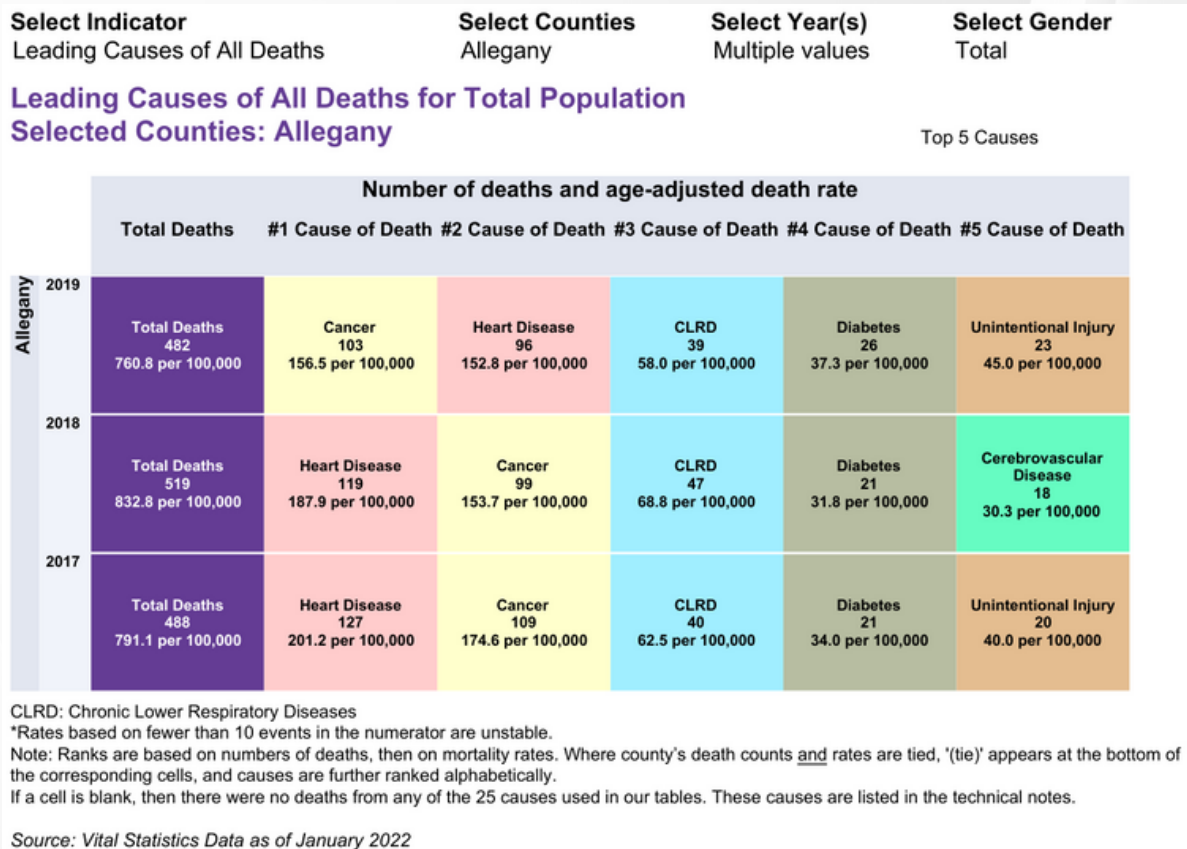 Select Indicator Select Counties Select Year(s) Select Gender
Leading Causes of All Deaths Allegany Multiple values Total
Leading Causes of All Deaths for Total Population
Selected Counties: Allegany
Top 5 Causes
Number of deaths and age-adjusted death rate
Total Deaths #1 Cause of Death #2 Cause of Death #3 Cause of Death #4 Cause of Death #5 Cause of Death
Allegany
2019
Total Deaths Cancer Heart Disease CLRD Diabetes Unintentional Injury
482 103 96 39 26 23
760.8 per 100,000 156.5 per 100,000 152.8 per 100,000 58.0 per 100,000 37.3 per 100,000 45.0 per 100,000
2018
Total Deaths Heart Disease Cancer CLRD Diabetes Cerebrovascular Disease
519 119 99 47 21 18
832.8 per 100,000 187.9 per 100,000 153.7 per 100,000 68.8 per 100,000 31.8 per 100,000 30.3 per 100,000
2017
Total Deaths Heart Disease Cancer CLRD Diabetes Unintentional Injury
488 127 109 40 21 20
791.1 per 100,000 201.2 per 100,000 174.6 per 100,000 62.5 per 100,000 34.0 per 100,000 40.0 per 100,000
CLRD: Chronic Lower Respiratory Diseases
*Rates based on fewer than 10 events in the numerator are unstable.
Note: Ranks are based on numbers of deaths, then on mortality rates. Where county's death counts and rates are tied, '(tie)' appears at the bottom of
the corresponding cells, and causes are further ranked alphabetically.
If a cell is blank, then there were no deaths from any of the 25 causes used in our tables. These causes are listed in the technical notes.
Source: Vital Statistics Data as of January 2022